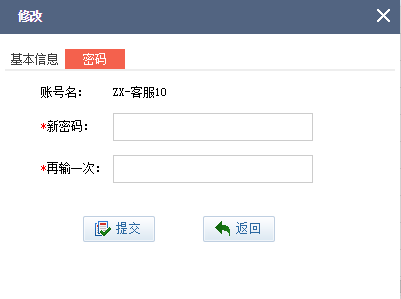 修改
基本信息 密码
账号名： ZX-客服10
*新密码：
*再输一次：
提交 返回